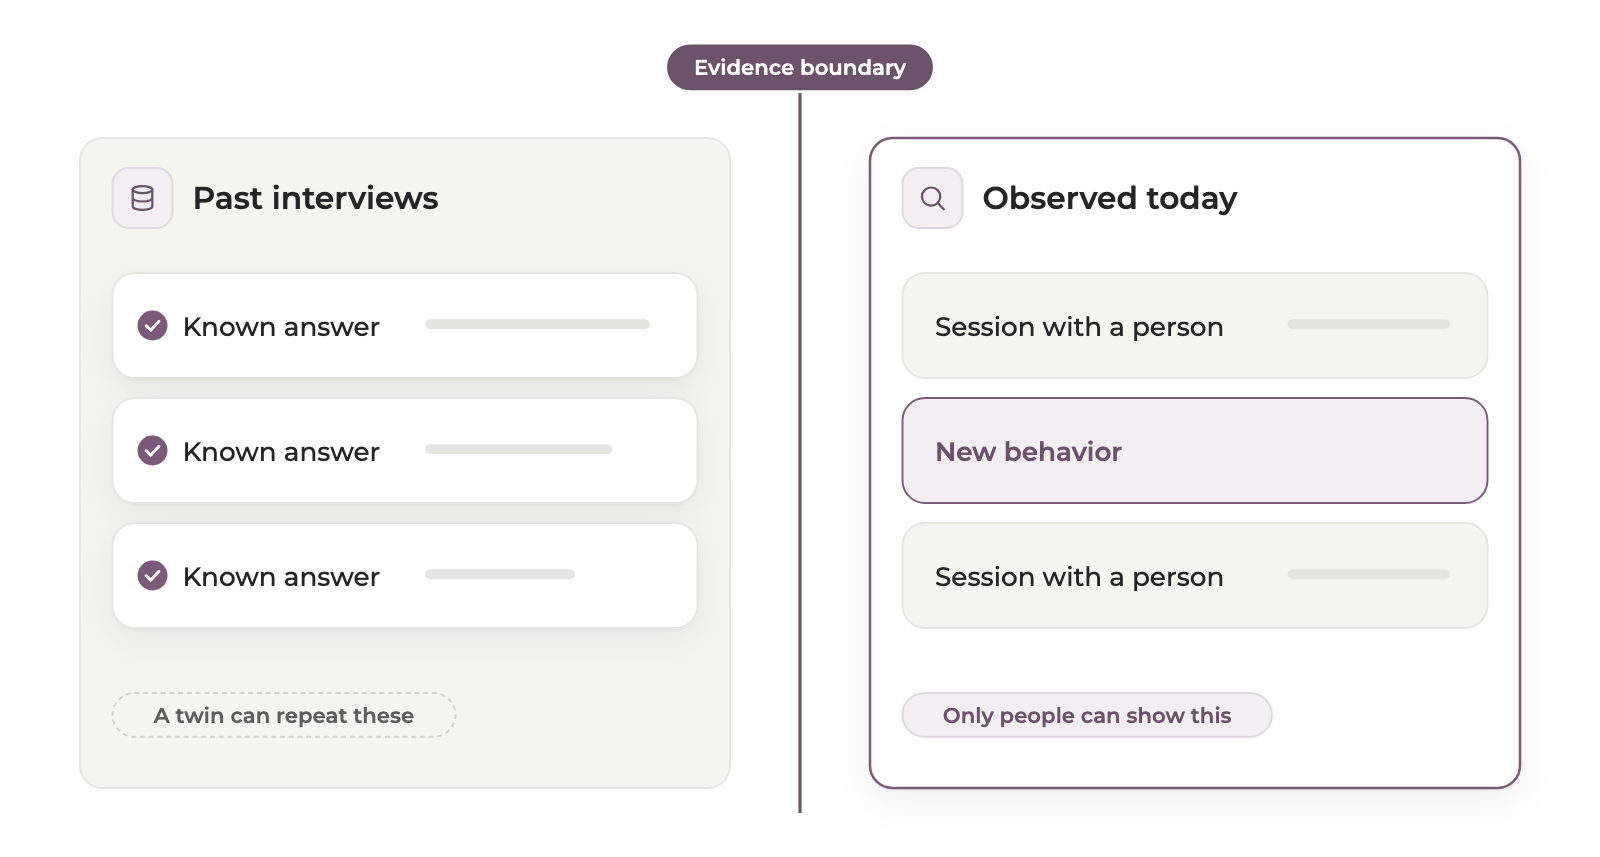 Evidence boundary
Past interviews
Known answer
Known answer
Known answer
A twin can repeat these
Observed today
Session with a person
New behavior
Session with a person
Only people can show this